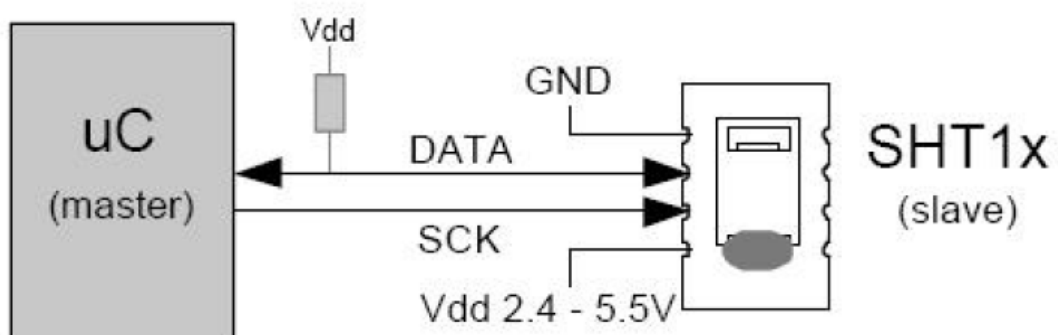 Vdd
GND
uC
(master)
DATA
SCK
SHT1x
(slave)
Vdd 2.4 - 5.5V